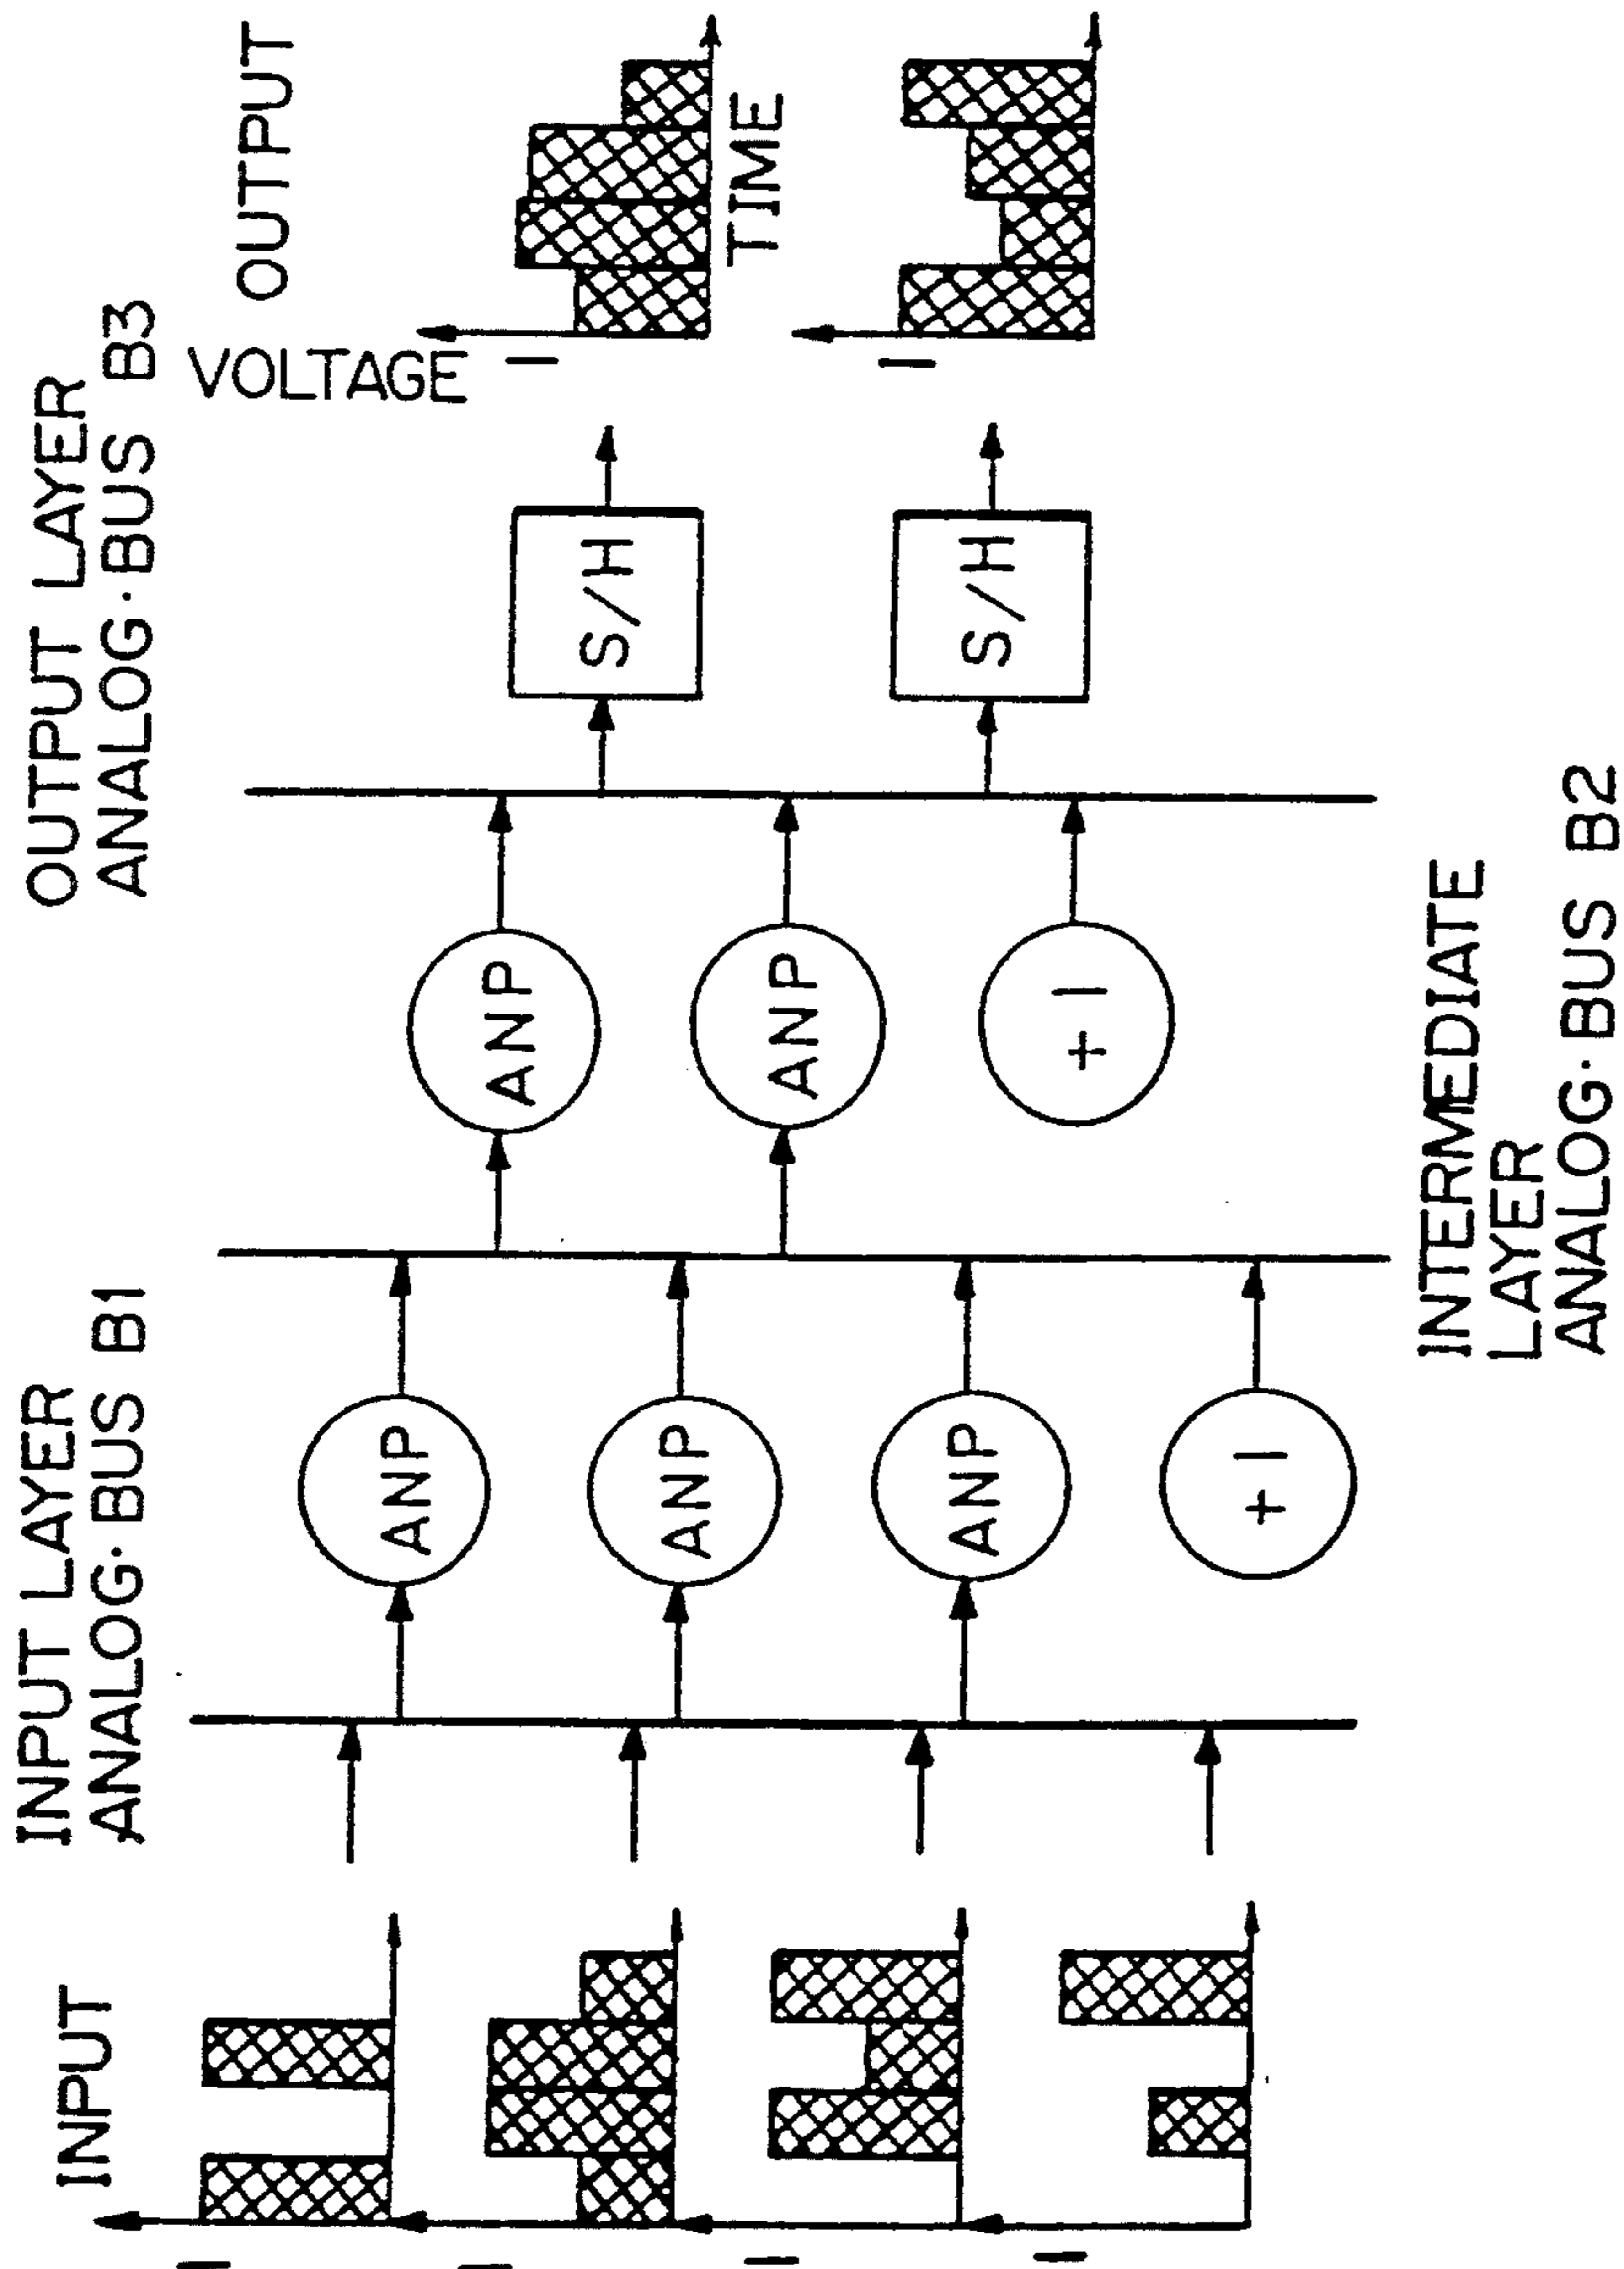 INPUT LAYER
ANALOG·BUS B1
OUTPUT LAYER
ANALOG·BUS B3
INPUT
1
1
1
1
ANP
ANP
ANP
+1
ANP
ANP
+1
S/H
S/H
VOLTAGE
OUTPUT
1
TIME
1
INTERMEDIATE
LAYER
ANALOG·BUS B2